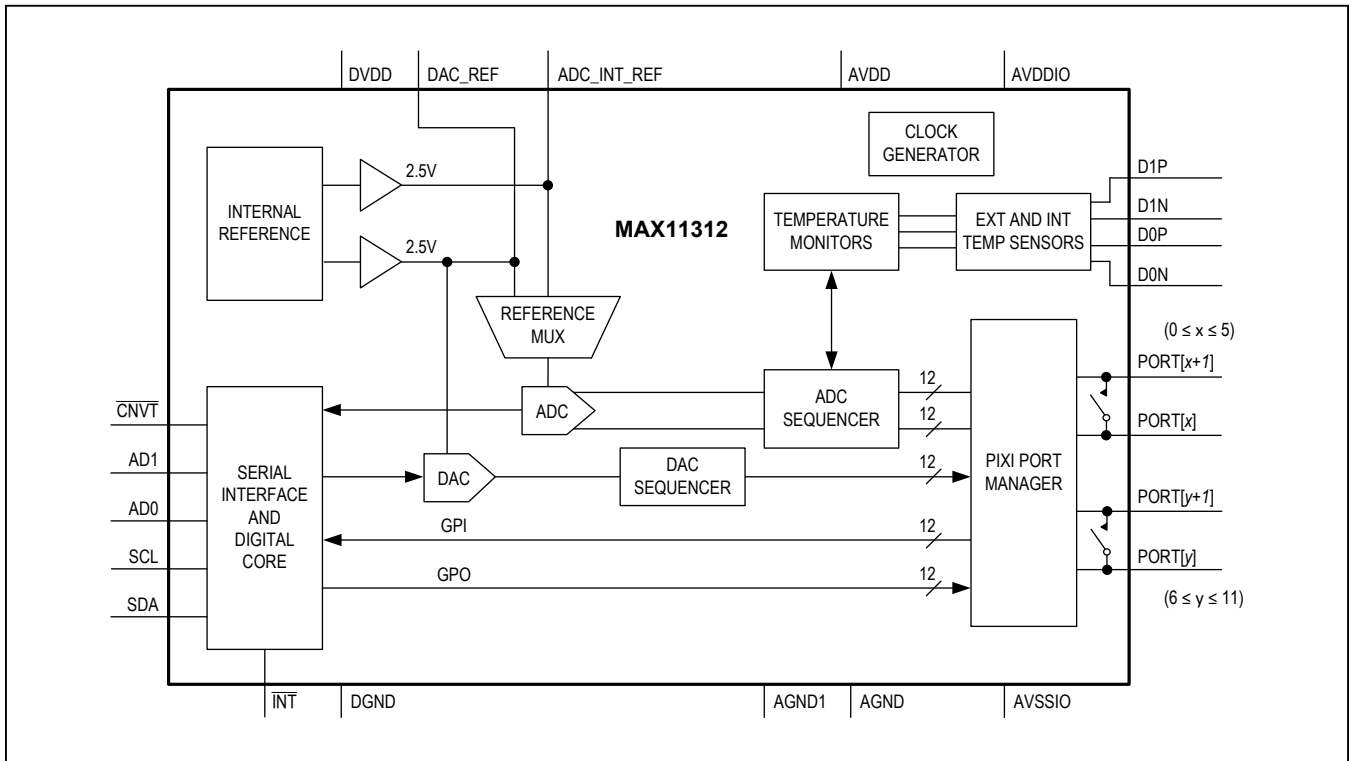 DVDD
DAC_REF
ADC_INT_REF
AVDD
AVDDIO
CLOCK
GENERATOR
INTERNAL
REFERENCE
2.5V
2.5V
MAX11312
TEMPERATURE
MONITORS
EXT AND INT
TEMP SENSORS
D1P
D1N
D0P
D0N
REFERENCE
MUX
(0 ≤ x ≤ 5)
PORT[x+1]
PORT[x]
CNVT
AD1
AD0
SCL
SDA
SERIAL
INTERFACE
AND
DIGITAL
CORE
ADC
ADC
SEQUENCER
12
12
DAC
DAC
SEQUENCER
12
PIXI PORT
MANAGER
GPI
12
GPO
12
PORT[y+1]
PORT[y]
(6 ≤ y ≤ 11)
INT
DGND
AGND1
AGND
AVSSIO